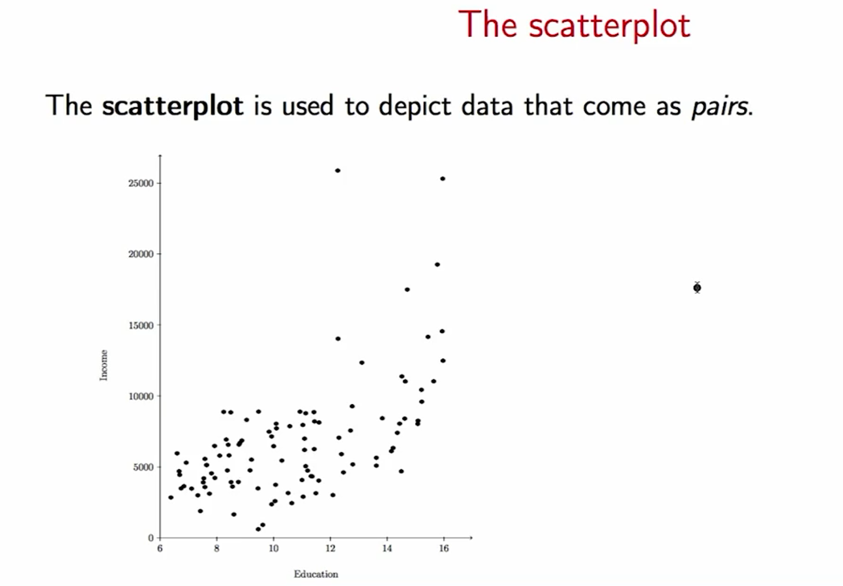 The scatterplot
The scatterplot is used to depict data that come as pairs.
25000
20000
15000
10000
5000
0
Income
6 8 10 12 14 16
Education